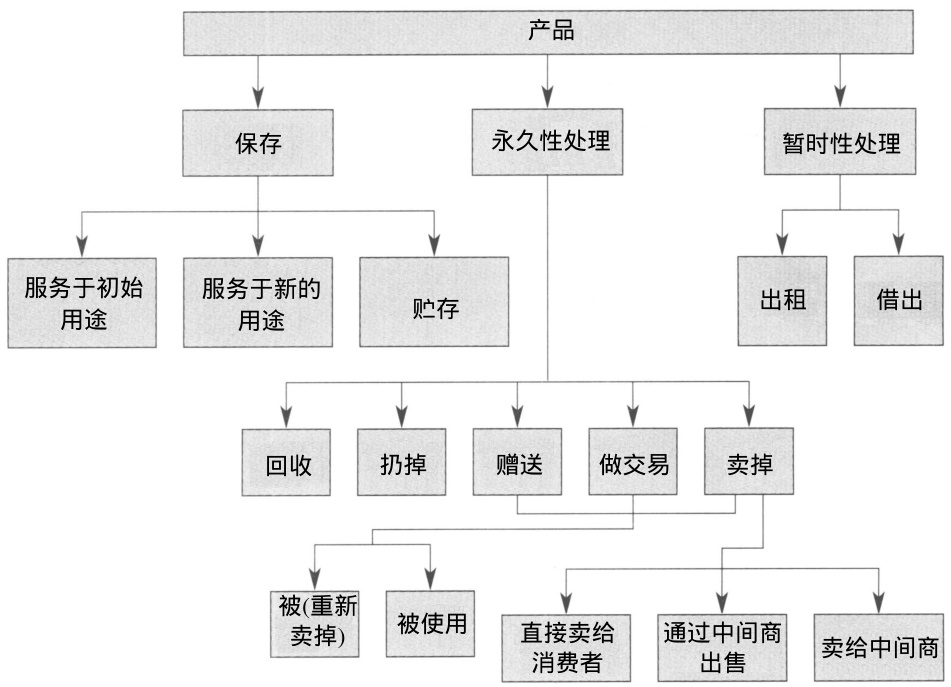 产品
保存
永久性处理
暂时性处理
服务于初始
用途
服务于新的
用途
贮存
出租
借出
回收
扔掉
赠送
做交易
卖掉
被(重新
卖掉)
被使用
直接卖给
消费者
通过中间商
出售
卖给中间商